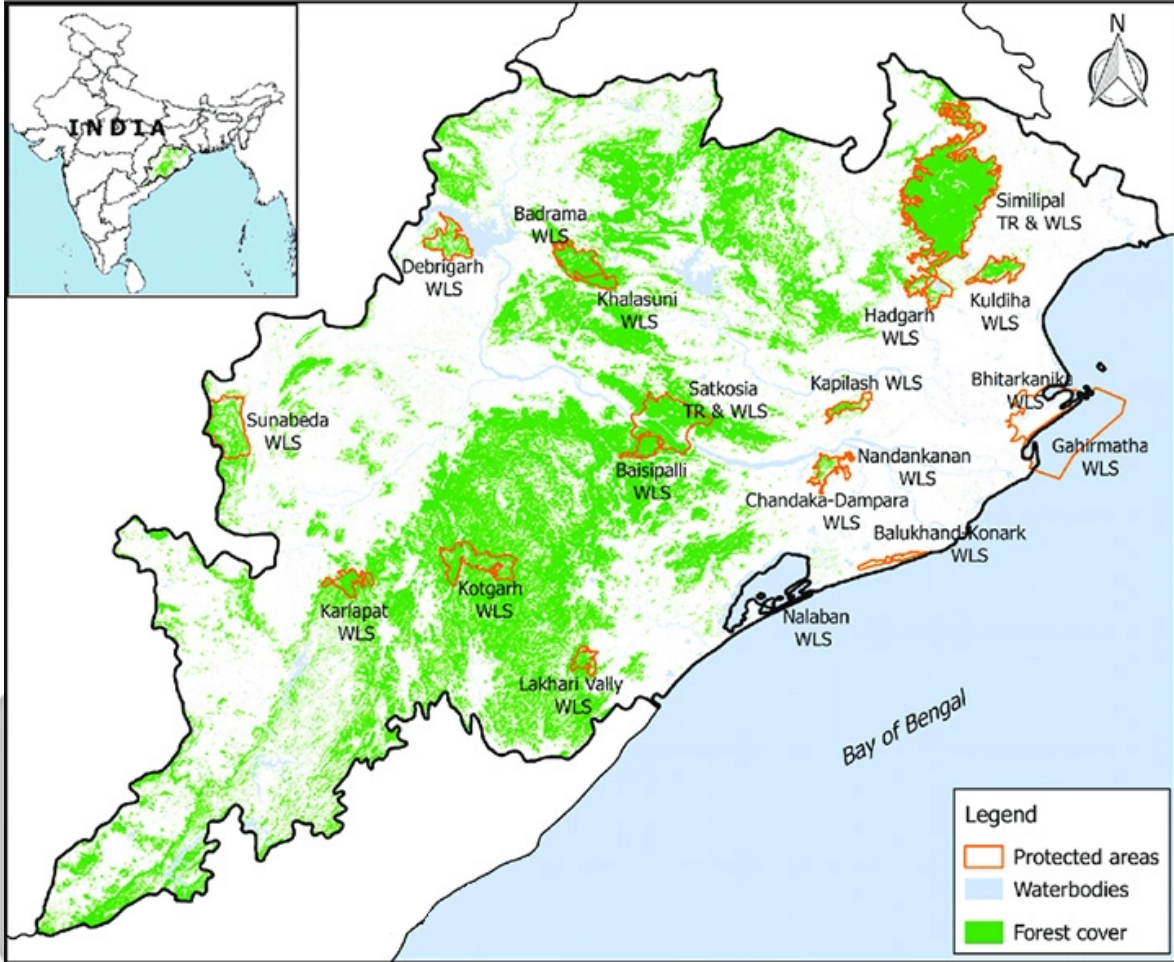 INDIA
N
Similipal
TR & WLS
Badrama
WLS
Debrigarh
WLS
Khalasuni
WLS
Hadgarh
WLS
Kuldiha
WLS
Sunabeda
WLS
Satkosia
TR & WLS
Kapilash WLS
Bhitarkanika
WLS
Gahirmatha
WLS
Baisipalli
WLS
Nandankanan
WLS
Chandaka-Dampara
WLS
Balukhand-Konark
WLS
Karlapat
WLS
Kotgarh
WLS
Nalaban
WLS
Lakhari Vally
WLS
Bay of Bengal
Legend
Protected areas
Waterbodies
Forest cover